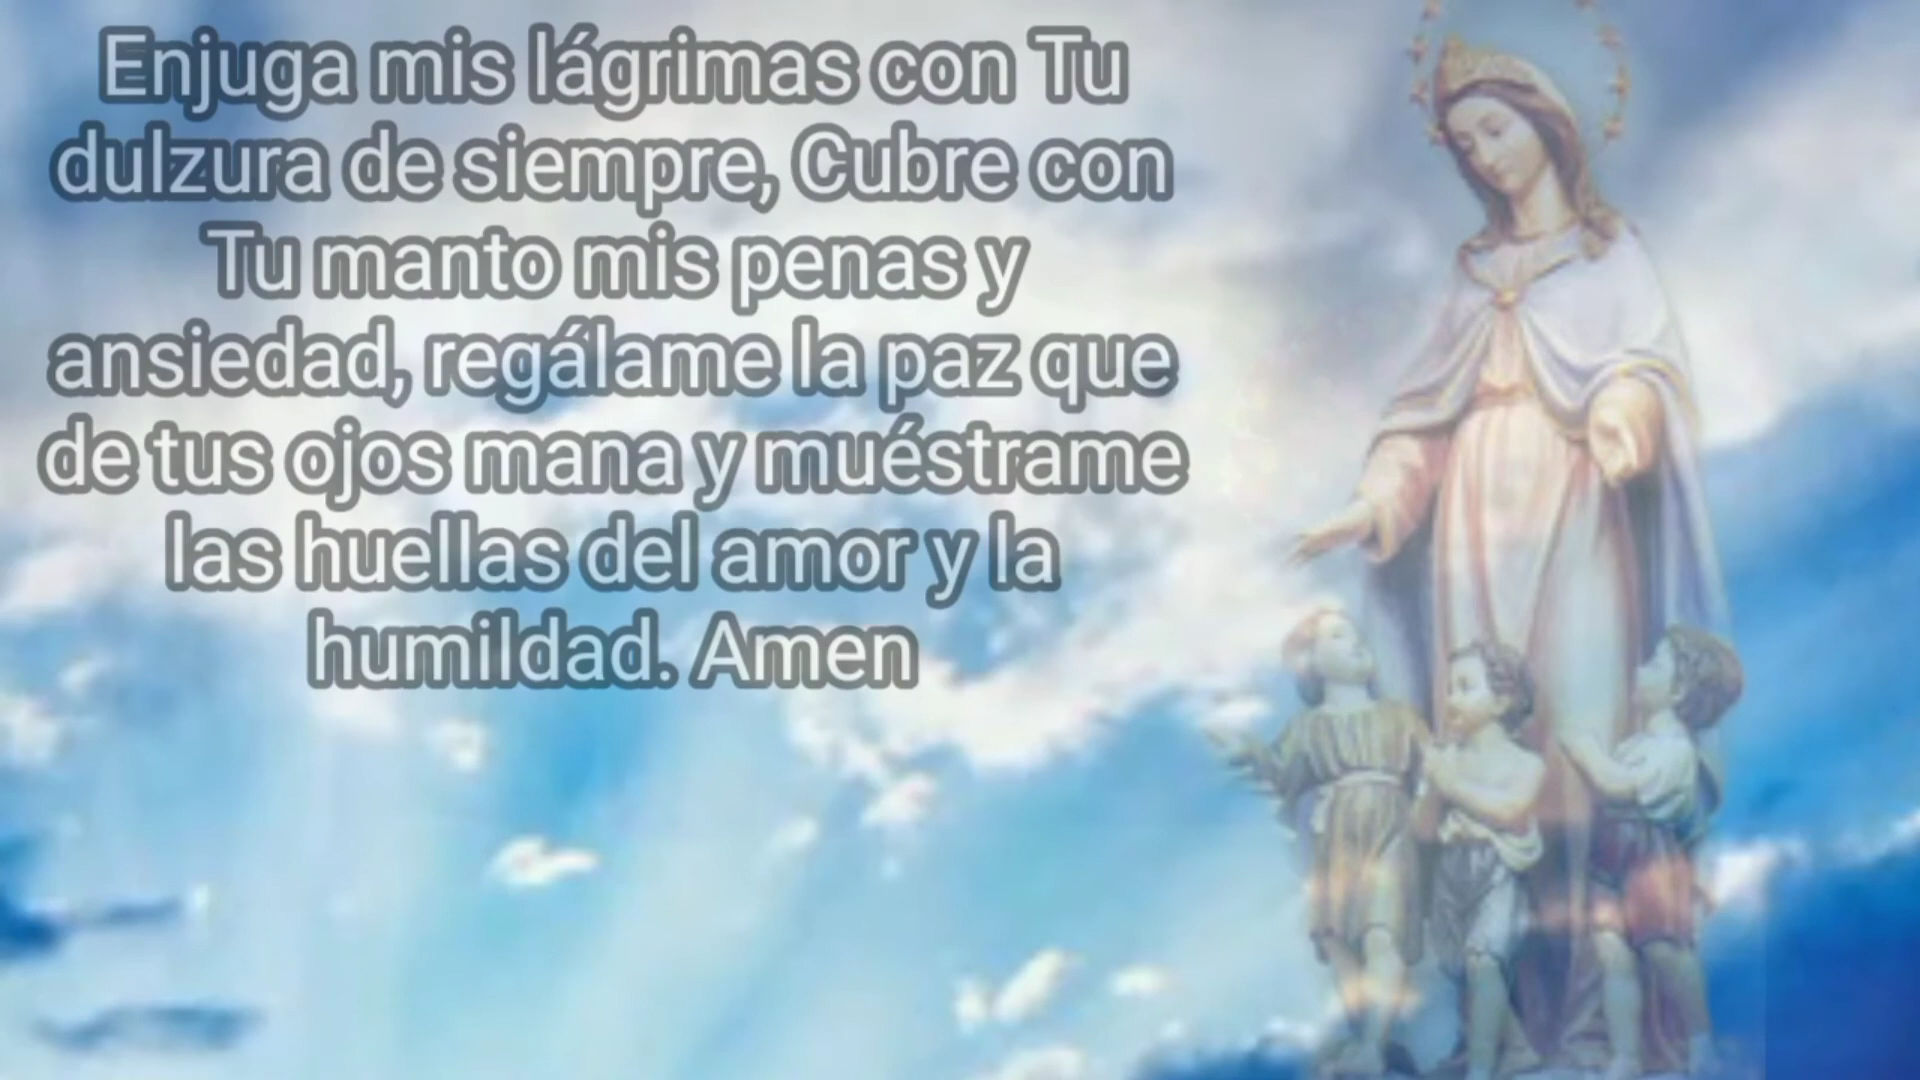 Enjuga mis lágrimas con Tu
dulzura de siempre, Cubre con
Tu manto mis penas y
ansiedad, regálame la paz que
de tus ojos mana y muéstrame
las huellas del amor y la
humildad. Amen